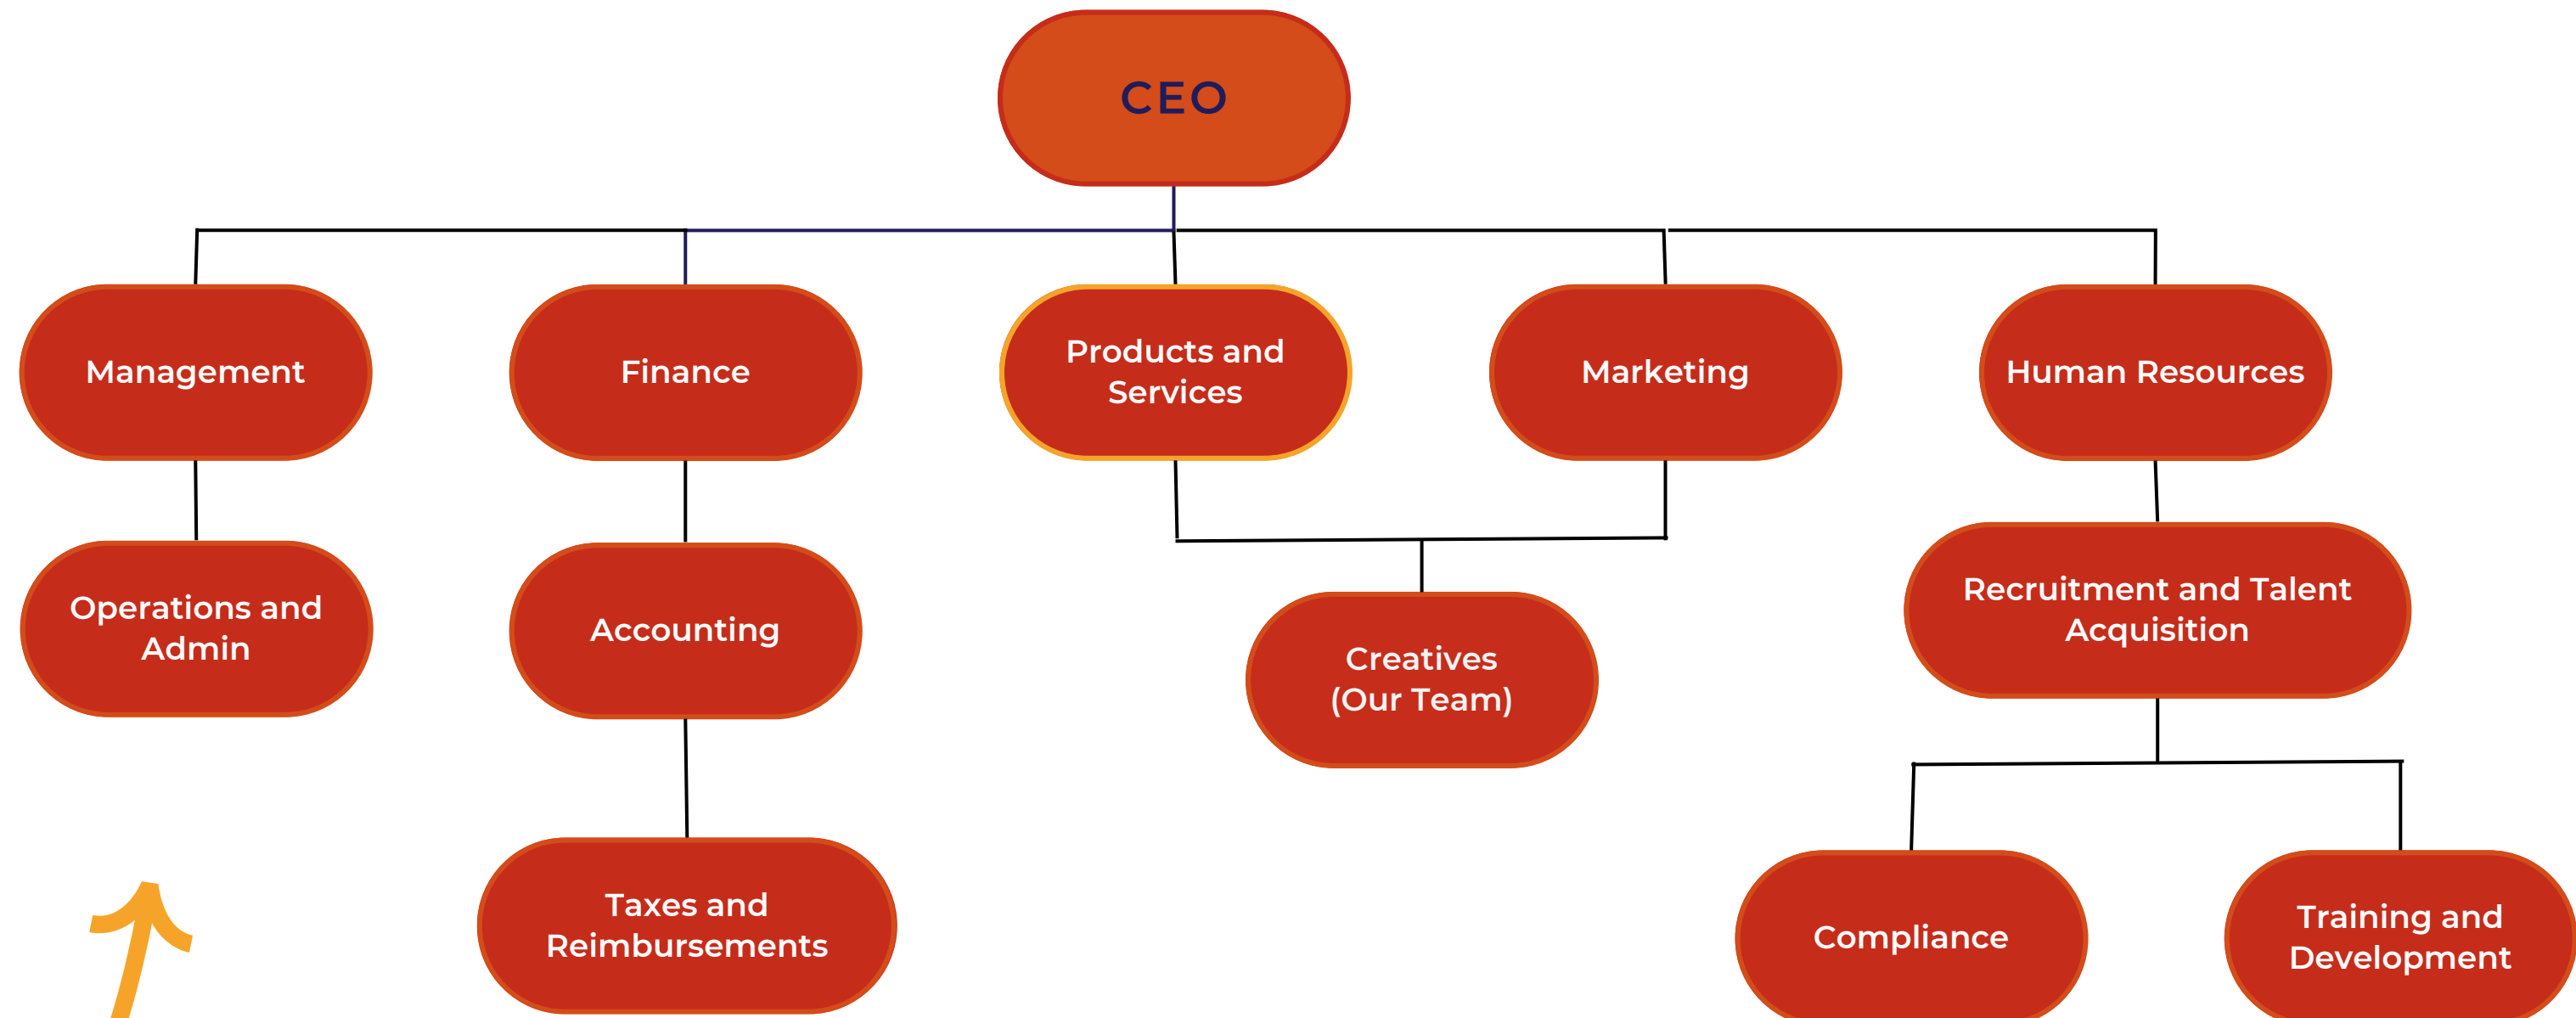 CEO
Management
Finance
Products and
Services
Marketing
Human Resources
Operations and
Admin
Accounting
Creatives
(Our Team)
Recruitment and Talent
Acquisition
Taxes and
Reimbursements
Compliance
Training and
Development